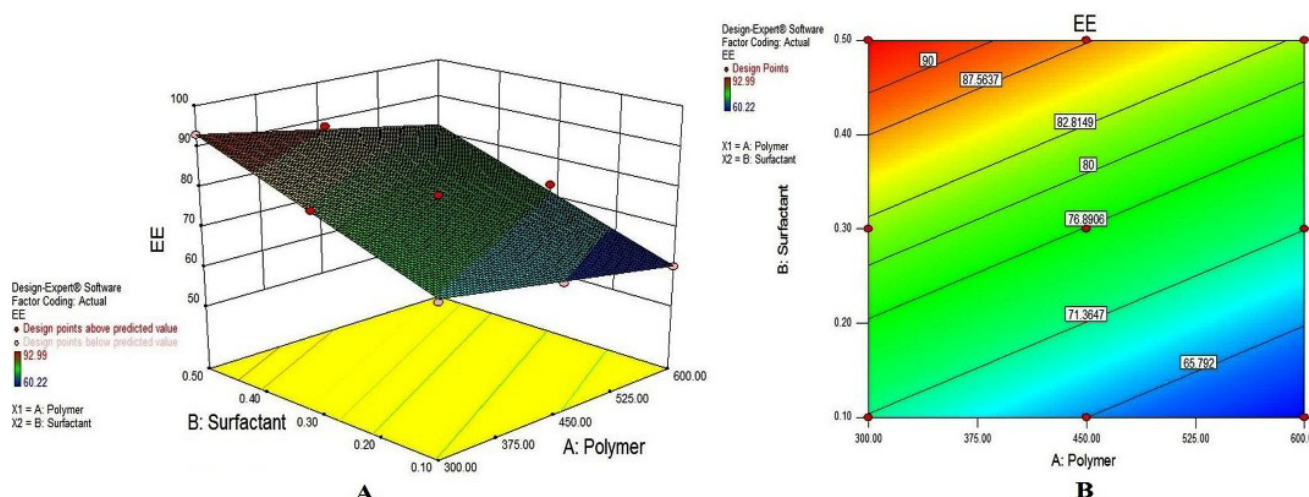 Design-Expert® Software
Factor Coding: Actual
EE
Design points above predicted value
Design points below predicted value
92.99
60.22
X1 = A: Polymer
X2 = B: Surfactant
EE
100
90
80
70
60
50
0.50
0.40
0.30
0.20
0.10
B: Surfactant
300.00
375.00
450.00
525.00
600.00
A: Polymer
A
Design-Expert® Software
Factor Coding: Actual
EE
Design Points
92.99
60.22
X1 = A: Polymer
X2 = B: Surfactant
EE
0.50
0.40
0.30
0.20
0.10
B: Surfactant
90
87.5637
82.8149
80
76.8906
71.3647
65.792
300.00
375.00
450.00
525.00
600.0
A: Polymer
B